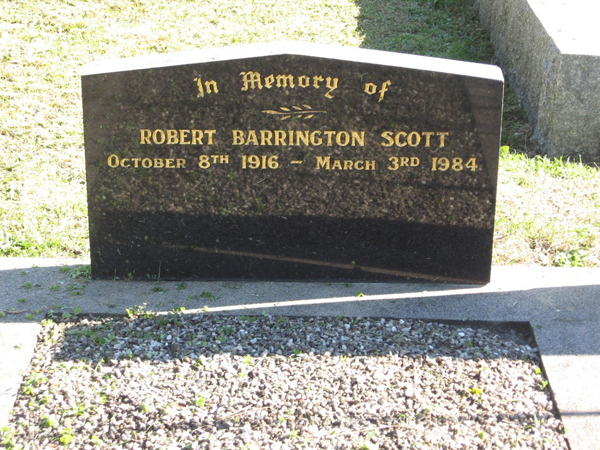 In Memory of
ROBERT BARRINGTON SCOTT
OCTOBER 8TH 1916 – MARCH 3RD 1984